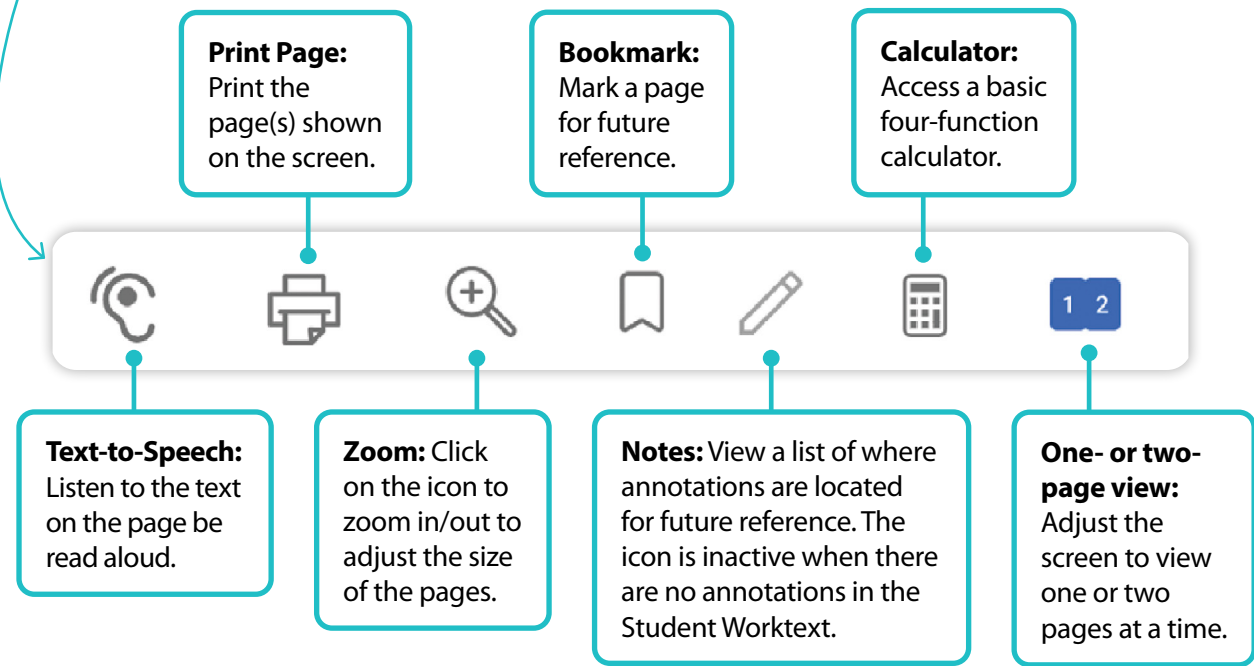 Print Page:
Print the
page(s) shown
on the screen.
Bookmark:
Mark a page
for future
reference.
Calculator:
Access a basic
four-function
calculator.
1 2
Text-to-Speech:
Listen to the text
on the page be
read aloud.
Zoom: Click
on the icon to
zoom in/out to
adjust the size
of the pages.
Notes: View a list of where
annotations are located
for future reference. The
icon is inactive when there
are no annotations in the
Student Worktext.
One- or two-
page view:
Adjust the
screen to view
one or two
pages at a time.